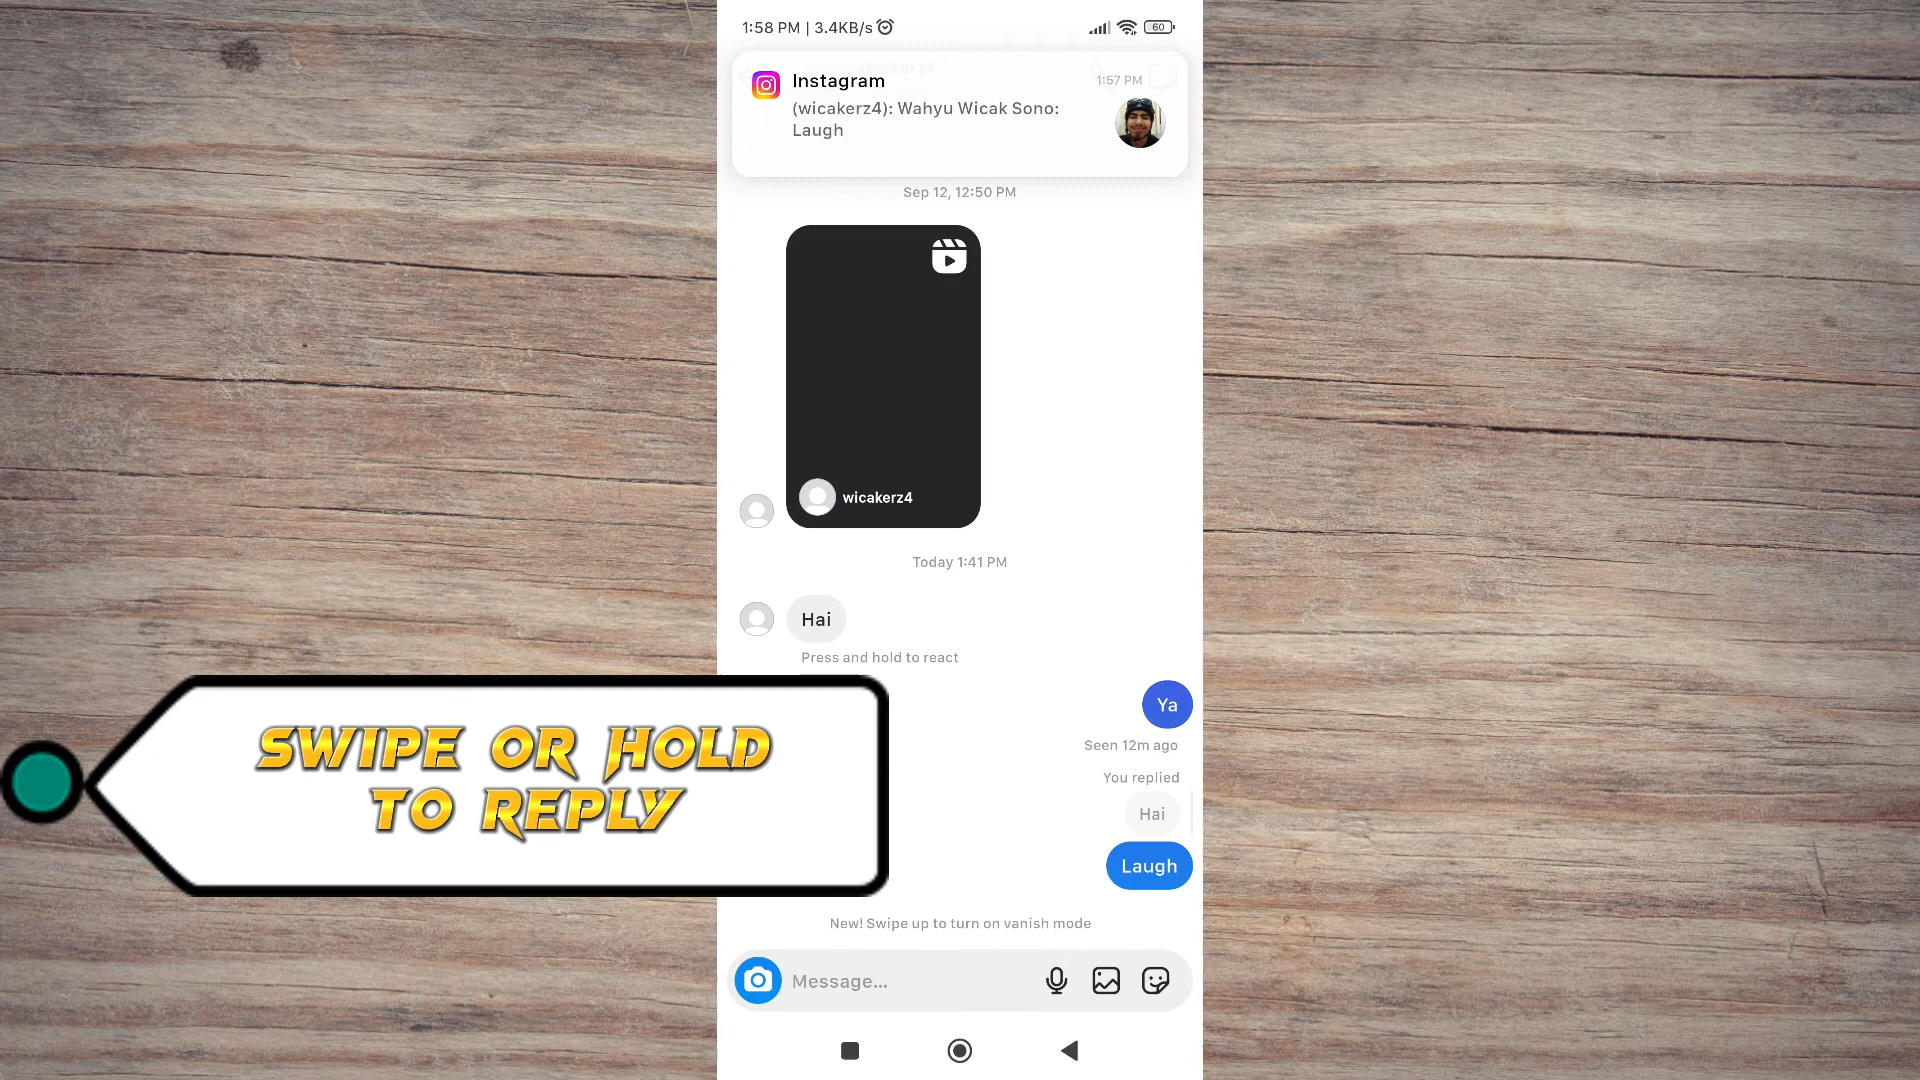 1:58 PM | 3.4KB/s
60
Instagram
1:57 PM
(wicakerz4): Wahyu Wicak Sono:
Laugh
Sep 12, 12:50 PM
wicakerz4
Today 1:41 PM
Hai
Press and hold to react
Ya
Seen 12m ago
You replied
Hai
Laugh
SWIPE OR HOLD
TO REPLY
New! Swipe up to turn on vanish mode
Message...